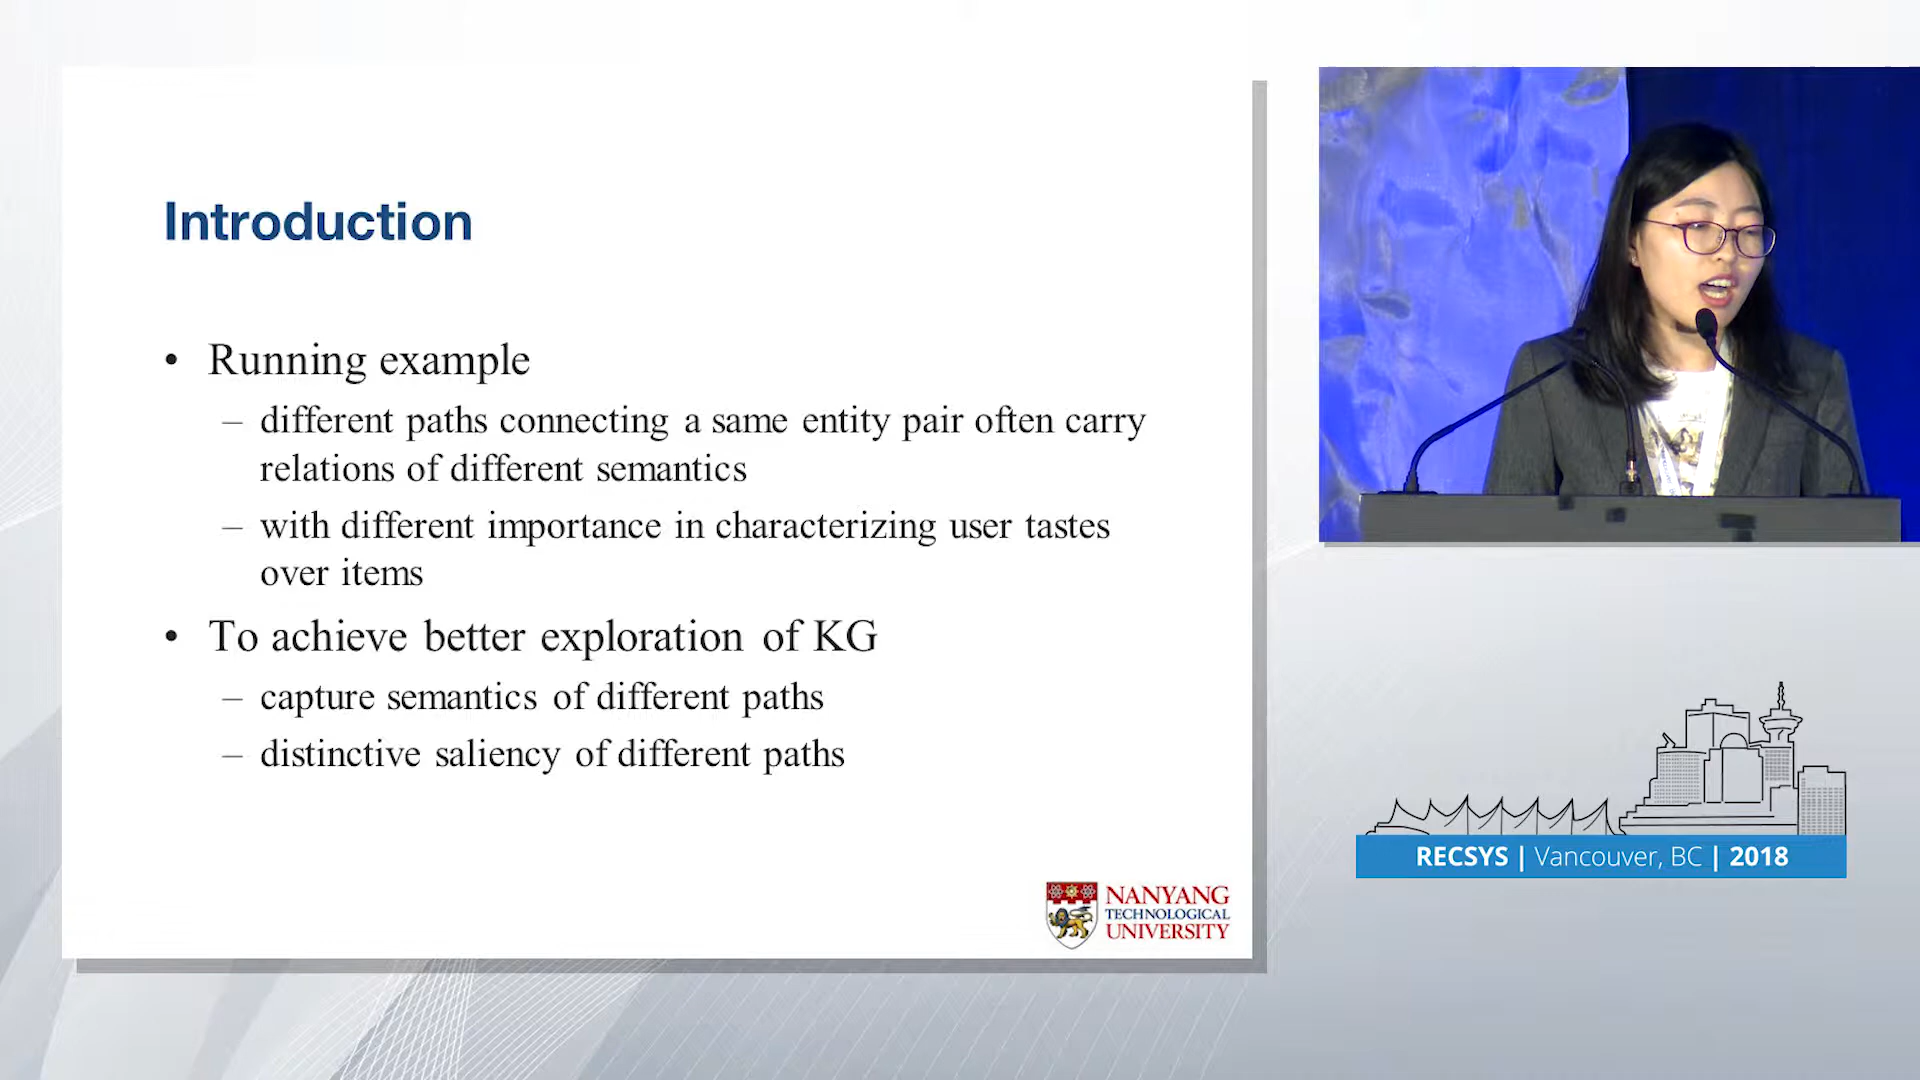 Introduction
• Running example
– different paths connecting a same entity pair often carry
relations of different semantics
– with different importance in characterizing user tastes
over items
• To achieve better exploration of KG
– capture semantics of different paths
– distinctive saliency of different paths
NANYANG
TECHNOLOGICAL
UNIVERSITY
RECSYS | Vancouver, BC | 2018